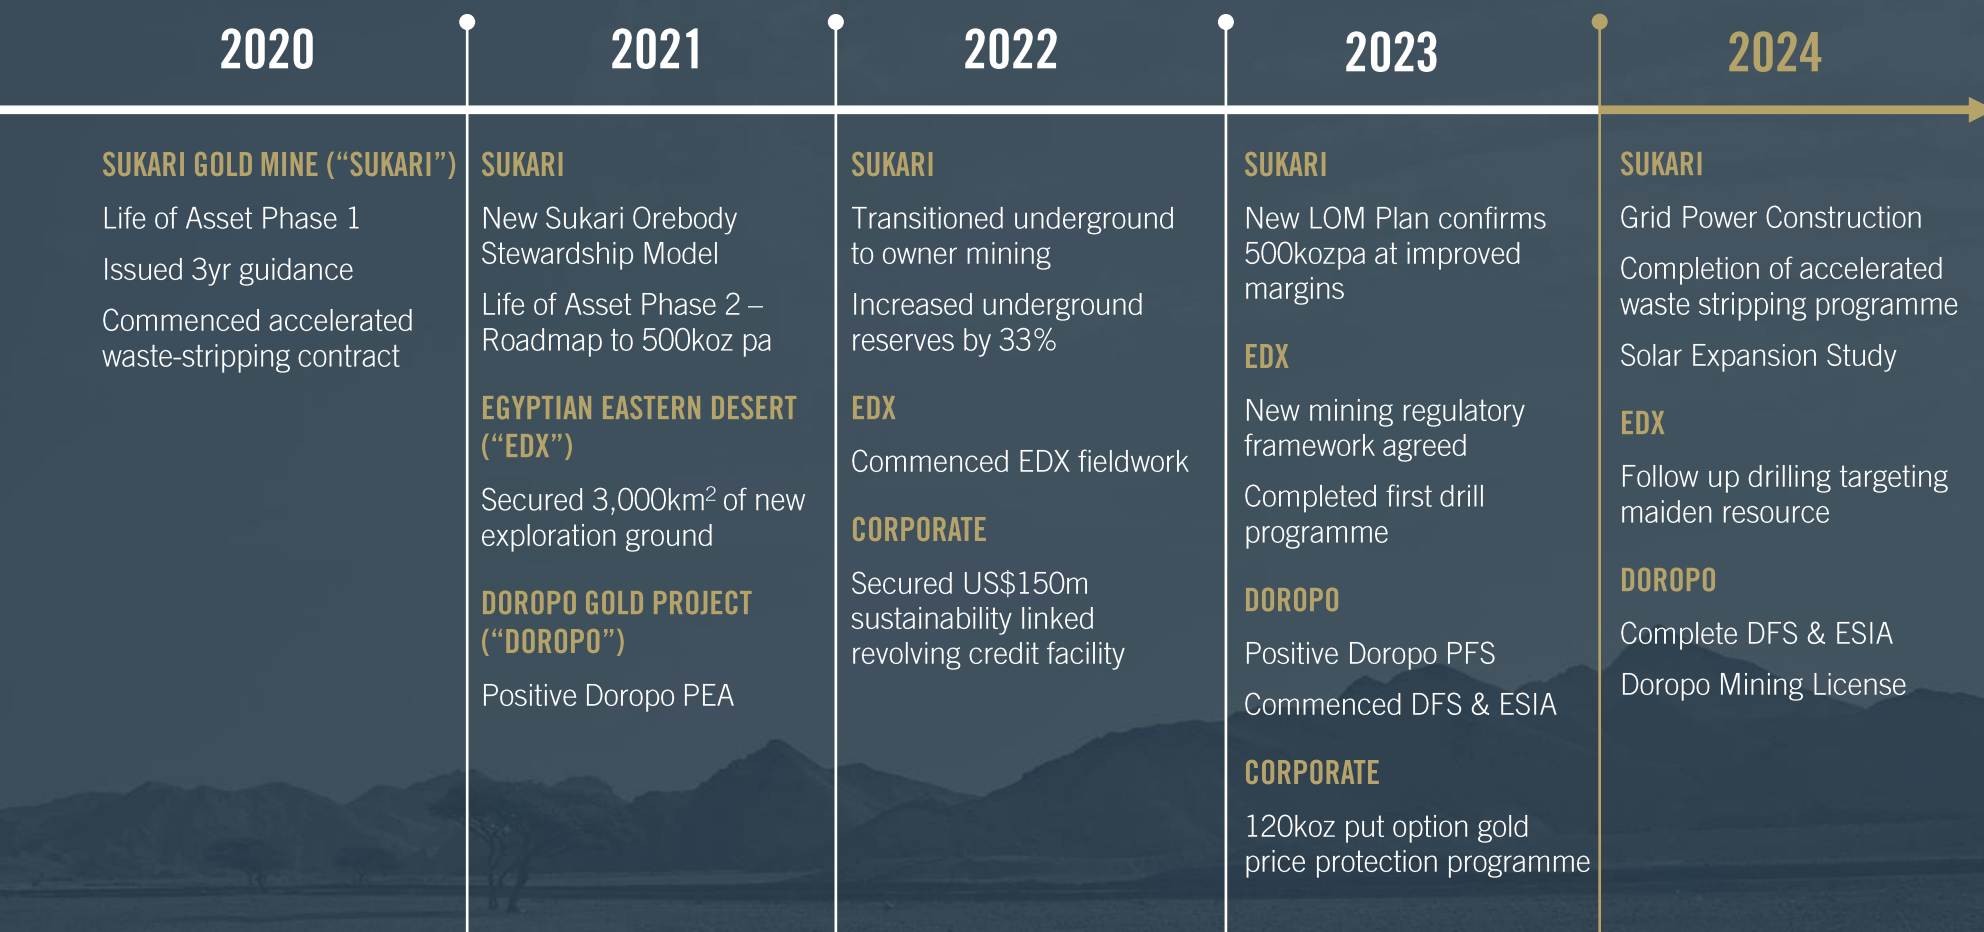 2020
SUKARI GOLD MINE (“SUKARI”)
Life of Asset Phase 1
Issued 3yr guidance
Commenced accelerated
waste-stripping contract
2021
SUKARI
New Sukari Orebody
Stewardship Model
Life of Asset Phase 2 –
Roadmap to 500koz pa
EGYPTIAN EASTERN DESERT
(“EDX”)
Secured 3,000km² of new
exploration ground
DOROPO GOLD PROJECT
(“DOROPO”)
Positive Doropo PEA
2022
SUKARI
Transitioned underground
to owner mining
Increased underground
reserves by 33%
EDX
Commenced EDX fieldwork
CORPORATE
Secured US$150m
sustainability linked
revolving credit facility
2023
SUKARI
New LOM Plan confirms
500kozpa at improved
margins
EDX
New mining regulatory
framework agreed
Completed first drill
programme
DOROPO
Positive Doropo PFS
Commenced DFS & ESIA
CORPORATE
120koz put option gold
price protection programme
2024
SUKARI
Grid Power Construction
Completion of accelerated
waste stripping programme
Solar Expansion Study
EDX
Follow up drilling targeting
maiden resource
DOROPO
Complete DFS & ESIA
Doropo Mining License